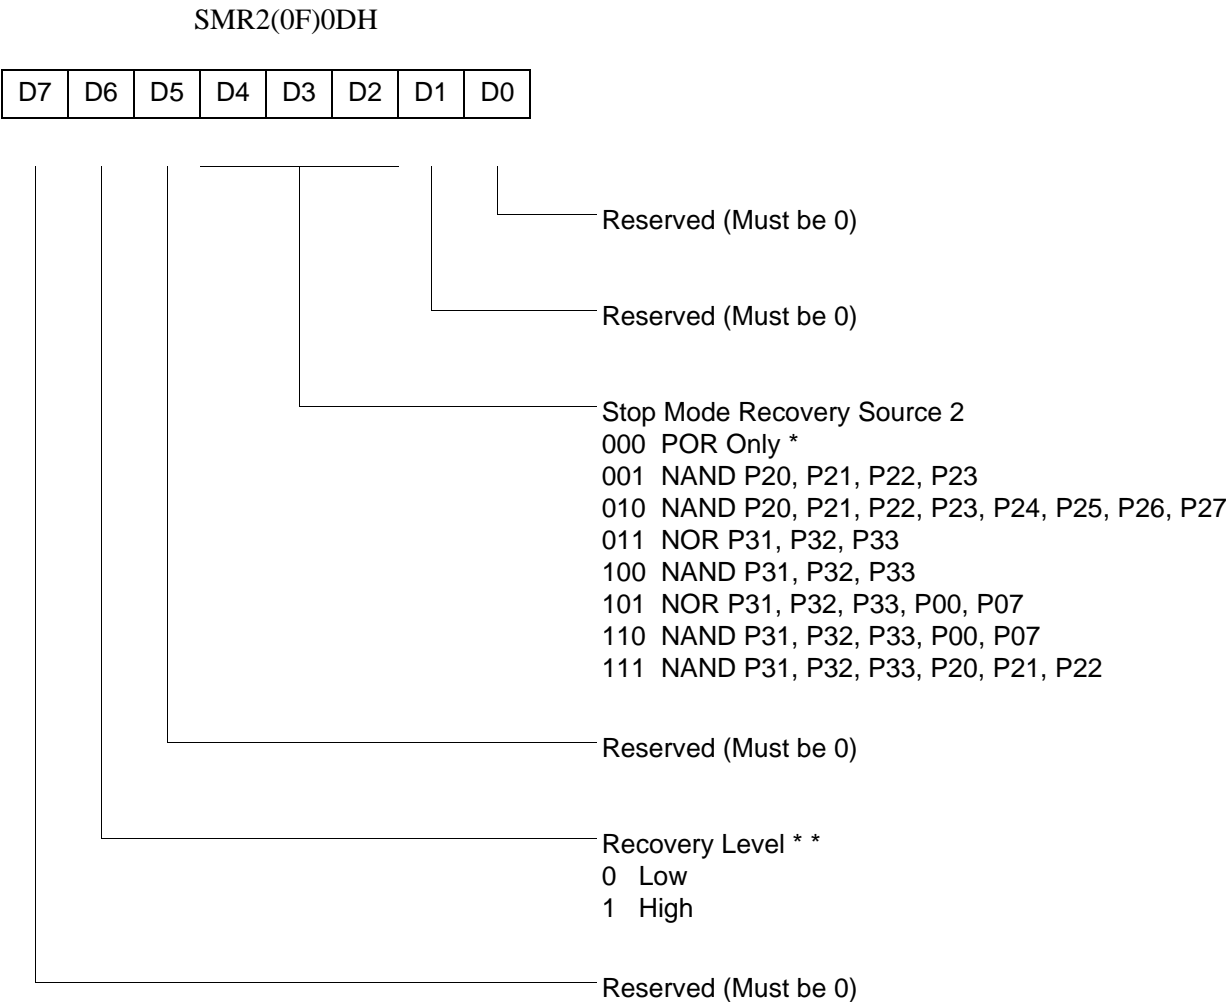 SMR2(0F)0DH
D7 D6 D5 D4 D3 D2 D1 D0
Reserved (Must be 0)
Reserved (Must be 0)
Stop Mode Recovery Source 2
000 POR Only *
001 NAND P20, P21, P22, P23
010 NAND P20, P21, P22, P23, P24, P25, P26, P27
011 NOR P31, P32, P33
100 NAND P31, P32, P33
101 NOR P31, P32, P33, P00, P07
110 NAND P31, P32, P33, P00, P07
111 NAND P31, P32, P33, P20, P21, P22
Reserved (Must be 0)
Recovery Level * *
0 Low
1 High
Reserved (Must be 0)